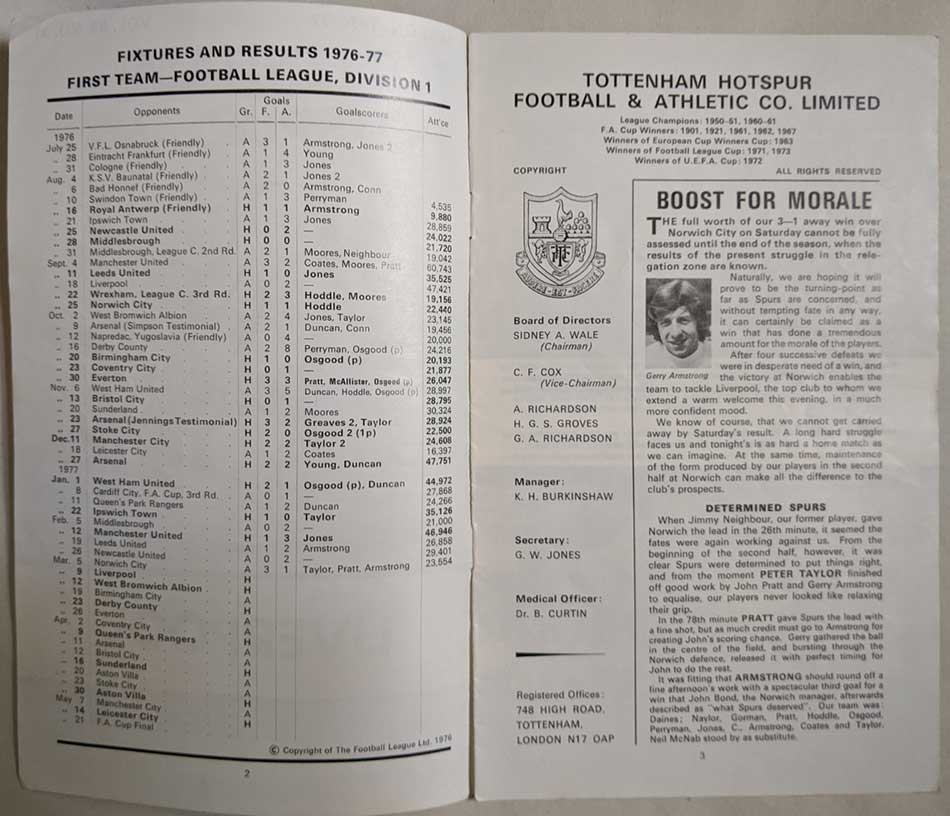 FIXTURES AND RESULTS 1976-77
FIRST TEAM—FOOTBALL LEAGUE, DIVISION 1
Date Opponents Gr. Goals F. A. Goalscorers Att'ce
1976
July 25 V.F.L. Osnabruck (Friendly) A 3 1 Armstrong, Jones 2
.. 28 Eintracht Frankfurt (Friendly) A 1 4 Young
.. 31 Cologne (Friendly) A 1 3 Jones
Aug. 4 K.S.V. Baunatal (Friendly) A 2 1 Jones 2
.. 6 Bad Honnef (Friendly) A 2 0 Armstrong, Conn
.. 10 Swindon Town (Friendly) A 1 3 Perryman 4,535
.. 16 Royal Antwerp (Friendly) H 1 1 Armstrong 9,880
.. 21 Ipswich Town A 1 3 Jones 28,859
.. 25 Newcastle United H 0 2 — 24,022
.. 28 Middlesbrough H 0 0 — 21,720
.. 31 Middlesbrough, League C. 2nd Rd. A 2 1 Moores, Neighbour 19,042
Sept. 4 Manchester United A 3 2 Coates, Moores, Pratt 60,743
.. 11 Leeds United H 1 0 Jones 35,525
.. 18 Liverpool A 0 2 — 47,421
.. 22 Wrexham, League C. 3rd Rd. H 2 3 Hoddle, Moores 19,156
.. 25 Norwich City H 1 1 Hoddle 22,440
Oct. 2 West Bromwich Albion A 2 4 Jones, Taylor 23,145
.. 9 Arsenal (Simpson Testimonial) A 2 1 Duncan, Conn 19,456
.. 12 Napredac, Yugoslavia (Friendly) A 0 4 — 20,000
.. 16 Derby County A 2 8 Perryman, Osgood (p) 24,216
.. 20 Birmingham City H 1 0 Osgood (p) 20,193
.. 23 Coventry City H 0 1 — 21,877
.. 30 Everton H 3 3 Pratt, McAllister, Osgood (p) 26,047
Nov. 6 West Ham United A 3 5 Duncan, Hoddle, Osgood (p) 28,997
.. 13 Bristol City H 0 1 — 28,795
.. 20 Sunderland A 1 2 Moores 30,324
.. 23 Arsenal (Jennings Testimonial) H 3 2 Greaves 2, Taylor 28,924
.. 27 Stoke City H 2 0 Osgood 2 (1p) 22,500
Dec. 11 Manchester City H 2 2 Taylor 2 24,608
.. 18 Leicester City A 1 2 Coates 16,397
.. 27 Arsenal H 2 2 Young, Duncan 47,751
1977
Jan. 1 West Ham United H 2 1 Osgood (p), Duncan 44,972
.. 8 Cardiff City, F.A. Cup, 3rd Rd. A 0 1 — 27,868
.. 11 Queen's Park Rangers A 1 2 Duncan 24,266
.. 22 Ipswich Town H 1 0 Taylor 35,126
Feb. 5 Middlesbrough A 0 2 — 21,000
.. 12 Manchester United H 1 3 Jones 46,946
.. 19 Leeds United A 1 2 Armstrong 26,858
.. 26 Newcastle United A 0 2 — 29,401
Mar. 5 Norwich City A 3 1 Taylor, Pratt, Armstrong 23,554
.. 9 Liverpool H
.. 12 West Bromwich Albion H
.. 19 Birmingham City A
.. 23 Derby County H
.. 26 Everton A
Apr. 2 Coventry City A
.. 9 Queen's Park Rangers H
.. 11 Arsenal A
.. 12 Bristol City A
.. 16 Sunderland H
.. 20 Aston Villa A
.. 23 Stoke City A
.. 30 Aston Villa H
May 7 Manchester City A
.. 14 Leicester City H
.. 21 F.A. Cup Final
© Copyright of The Football League Ltd. 1976
2
TOTTENHAM HOTSPUR
FOOTBALL & ATHLETIC CO. LIMITED
League Champions: 1950-51, 1960-61
F.A. Cup Winners: 1901, 1921, 1961, 1962, 1967
Winners of European Cup Winners Cup: 1963
Winners of Football League Cup: 1971, 1973
Winners of U.E.F.A. Cup: 1972
COPYRIGHT
ALL RIGHTS RESERVED
Board of Directors
SIDNEY A. WALE
(Chairman)
C. F. COX
(Vice-Chairman)
A. RICHARDSON
H. G. S. GROVES
G. A. RICHARDSON
Manager:
K. H. BURKINSHAW
Secretary:
G. W. JONES
Medical Officer:
Dr. B. CURTIN
Registered Offices:
748 HIGH ROAD,
TOTTENHAM,
LONDON N17 OAP
BOOST FOR MORALE
THE full worth of our 3—1 away win over
Norwich City on Saturday cannot be fully
assessed until the end of the season, when the
results of the present struggle in the rele-
gation zone are known.
Naturally, we are hoping it will
prove to be the turning-point as
far as Spurs are concerned, and
without tempting fate in any way,
it can certainly be claimed as a
win that has done a tremendous
amount for the morale of the players.
After four successive defeats we
were in desperate need of a win, and
the victory at Norwich enables the
Gerry Armstrong
team to tackle Liverpool, the top club to whom we
extend a warm welcome this evening, in a much
more confident mood.
We know of course, that we cannot get carried
away by Saturday's result. A long hard struggle
faces us and tonight's is as hard a home match as
we can imagine. At the same time, maintenance
of the form produced by our players in the second
half at Norwich can make all the difference to the
club's prospects.
DETERMINED SPURS
When Jimmy Neighbour, our former player, gave
Norwich the lead in the 26th minute, it seemed the
fates were again working against us. From the
beginning of the second half, however, it was
clear Spurs were determined to put things right,
and from the moment PETER TAYLOR finished
off good work by John Pratt and Gerry Armstrong
to equalise, our players never looked like relaxing
their grip.
In the 78th minute PRATT gave Spurs the lead with
a fine shot, but as much credit must go to Armstrong for
creating John's scoring chance. Gerry gathered the ball
in the centre of the field, and bursting through the
Norwich defence, released it with perfect timing for
John to do the rest.
It was fitting that ARMSTRONG should round off a
fine afternoon's work with a spectacular third goal for a
win that John Bond, the Norwich manager, afterwards
described as "what Spurs deserved". Our team was:
Daines; Naylor, Gorman, Pratt, Hoddle, Osgood,
Perryman, Jones, C., Armstrong, Coates and Taylor.
Neil McNab stood by as substitute.
3